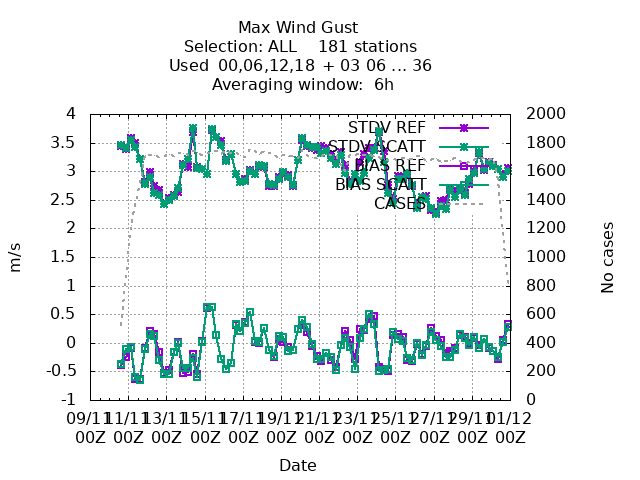 Max Wind Gust
Selection: ALL 181 stations
Used 00,06,12,18 + 03 06 ... 36
Averaging window: 6h
4
3.5
3
2.5
2
1.5
1
0.5
0
-0.5
-1
m/s
STDV REF
STDV SCATT
BIAS REF
BIAS SCATT
CASES
2000
1800
1600
1400
1200
1000
800
600
400
200
0
No cases
09/11 11/11 13/11 15/11 17/11 19/11 21/11 23/11 25/11 27/11 29/11 01/12
00Z 00Z 00Z 00Z 00Z 00Z 00Z 00Z 00Z 00Z 00Z 00Z
Date